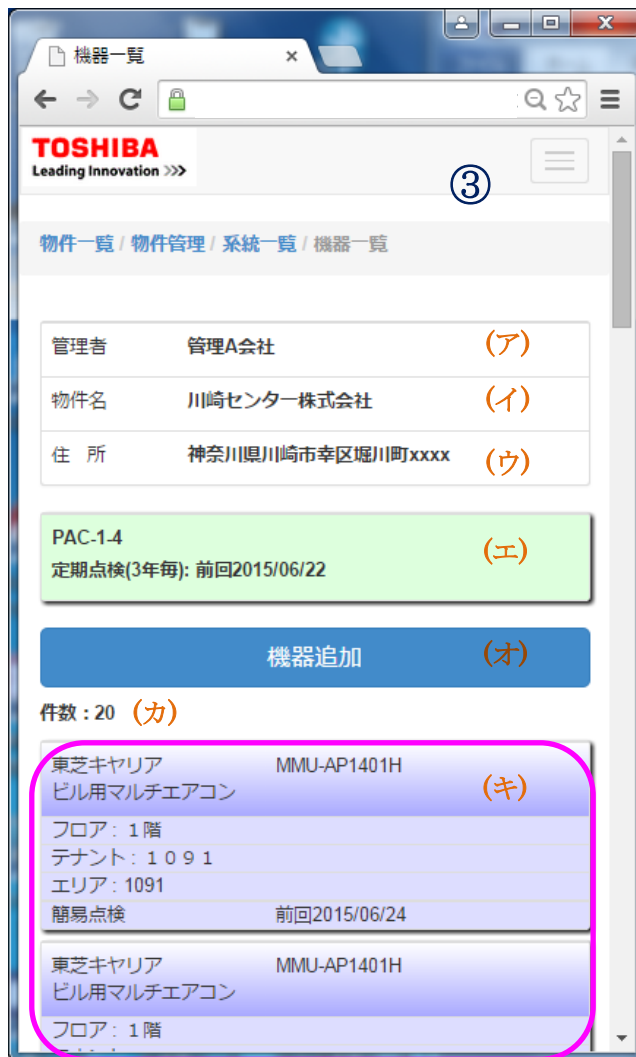 機器一覧
TOSHIBA
Leading Innovation >>>
③
物件一覧 / 物件管理 / 系統一覧 / 機器一覧
管理者 管理A会社 (ア)
物件名 川崎センター株式会社 (イ)
住 所 神奈川県川崎市幸区堀川町xxxx (ウ)
PAC-1-4 (エ)
定期点検(3年毎): 前回2015/06/22
機器追加 (オ)
件数 : 20 (カ)
東芝キヤリア MMU-AP1401H (キ)
ビル用マルチエアコン
フロア : 1階
テナント : １０９１
エリア : 1091
簡易点検 前回2015/06/24
東芝キヤリア MMU-AP1401H
ビル用マルチエアコン
フロア : 1階